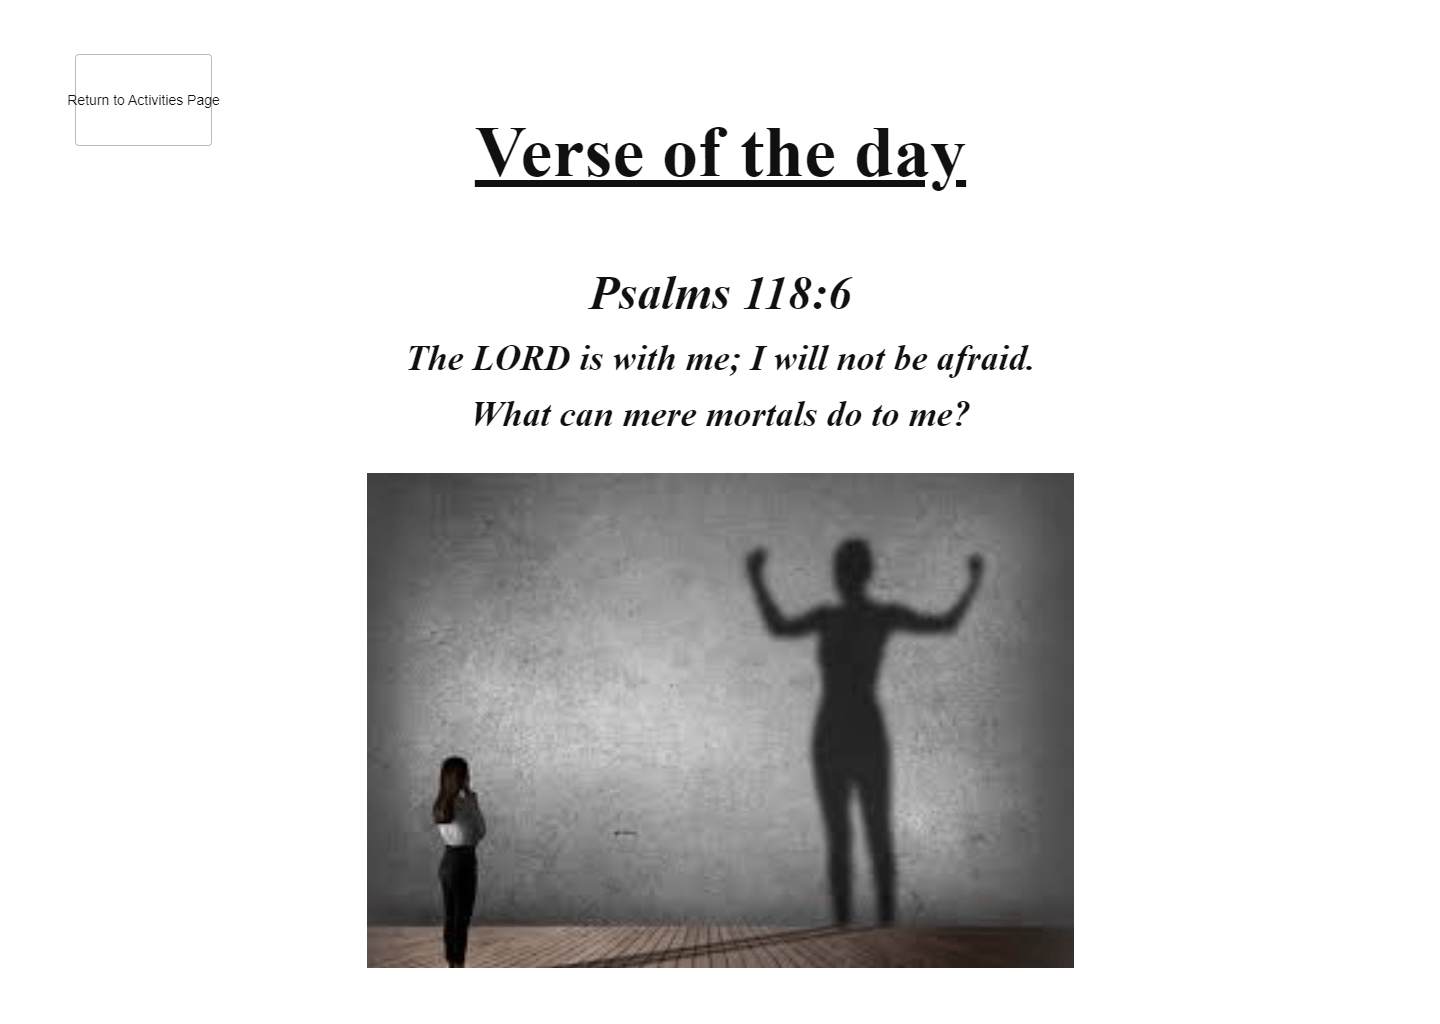 Return to Activities Page
Verse of the day
Psalms 118:6
The LORD is with me; I will not be afraid.
What can mere mortals do to me?